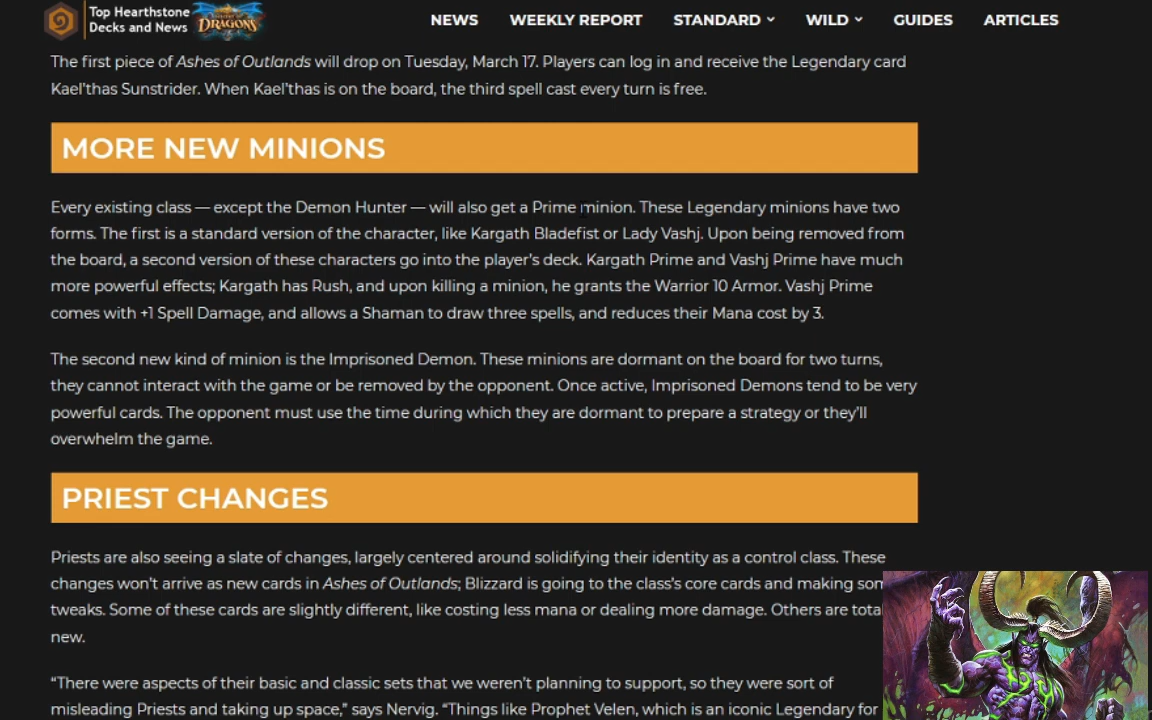 Top Hearthstone
Decks and News
DRAGONS
NEWS WEEKLY REPORT STANDARD WILD GUIDES ARTICLES
The first piece of Ashes of Outlands will drop on Tuesday, March 17. Players can log in and receive the Legendary card
Kael'thas Sunstrider. When Kael'thas is on the board, the third spell cast every turn is free.
MORE NEW MINIONS
Every existing class — except the Demon Hunter — will also get a Prime minion. These Legendary minions have two
forms. The first is a standard version of the character, like Kargath Bladefist or Lady Vashj. Upon being removed from
the board, a second version of these characters go into the player's deck. Kargath Prime and Vashj Prime have much
more powerful effects; Kargath has Rush, and upon killing a minion, he grants the Warrior 10 Armor. Vashj Prime
comes with +1 Spell Damage, and allows a Shaman to draw three spells, and reduces their Mana cost by 3.
The second new kind of minion is the Imprisoned Demon. These minions are dormant on the board for two turns,
they cannot interact with the game or be removed by the opponent. Once active, Imprisoned Demons tend to be very
powerful cards. The opponent must use the time during which they are dormant to prepare a strategy or they'll
overwhelm the game.
PRIEST CHANGES
Priests are also seeing a slate of changes, largely centered around solidifying their identity as a control class. These
changes won't arrive as new cards in Ashes of Outlands; Blizzard is going to the class's core cards and making som
tweaks. Some of these cards are slightly different, like costing less mana or dealing more damage. Others are tota
new.
“There were aspects of their basic and classic sets that we weren't planning to support, so they were sort of
misleading Priests and taking up space,” says Nervig. “Things like Prophet Velen, which is an iconic Legendary for